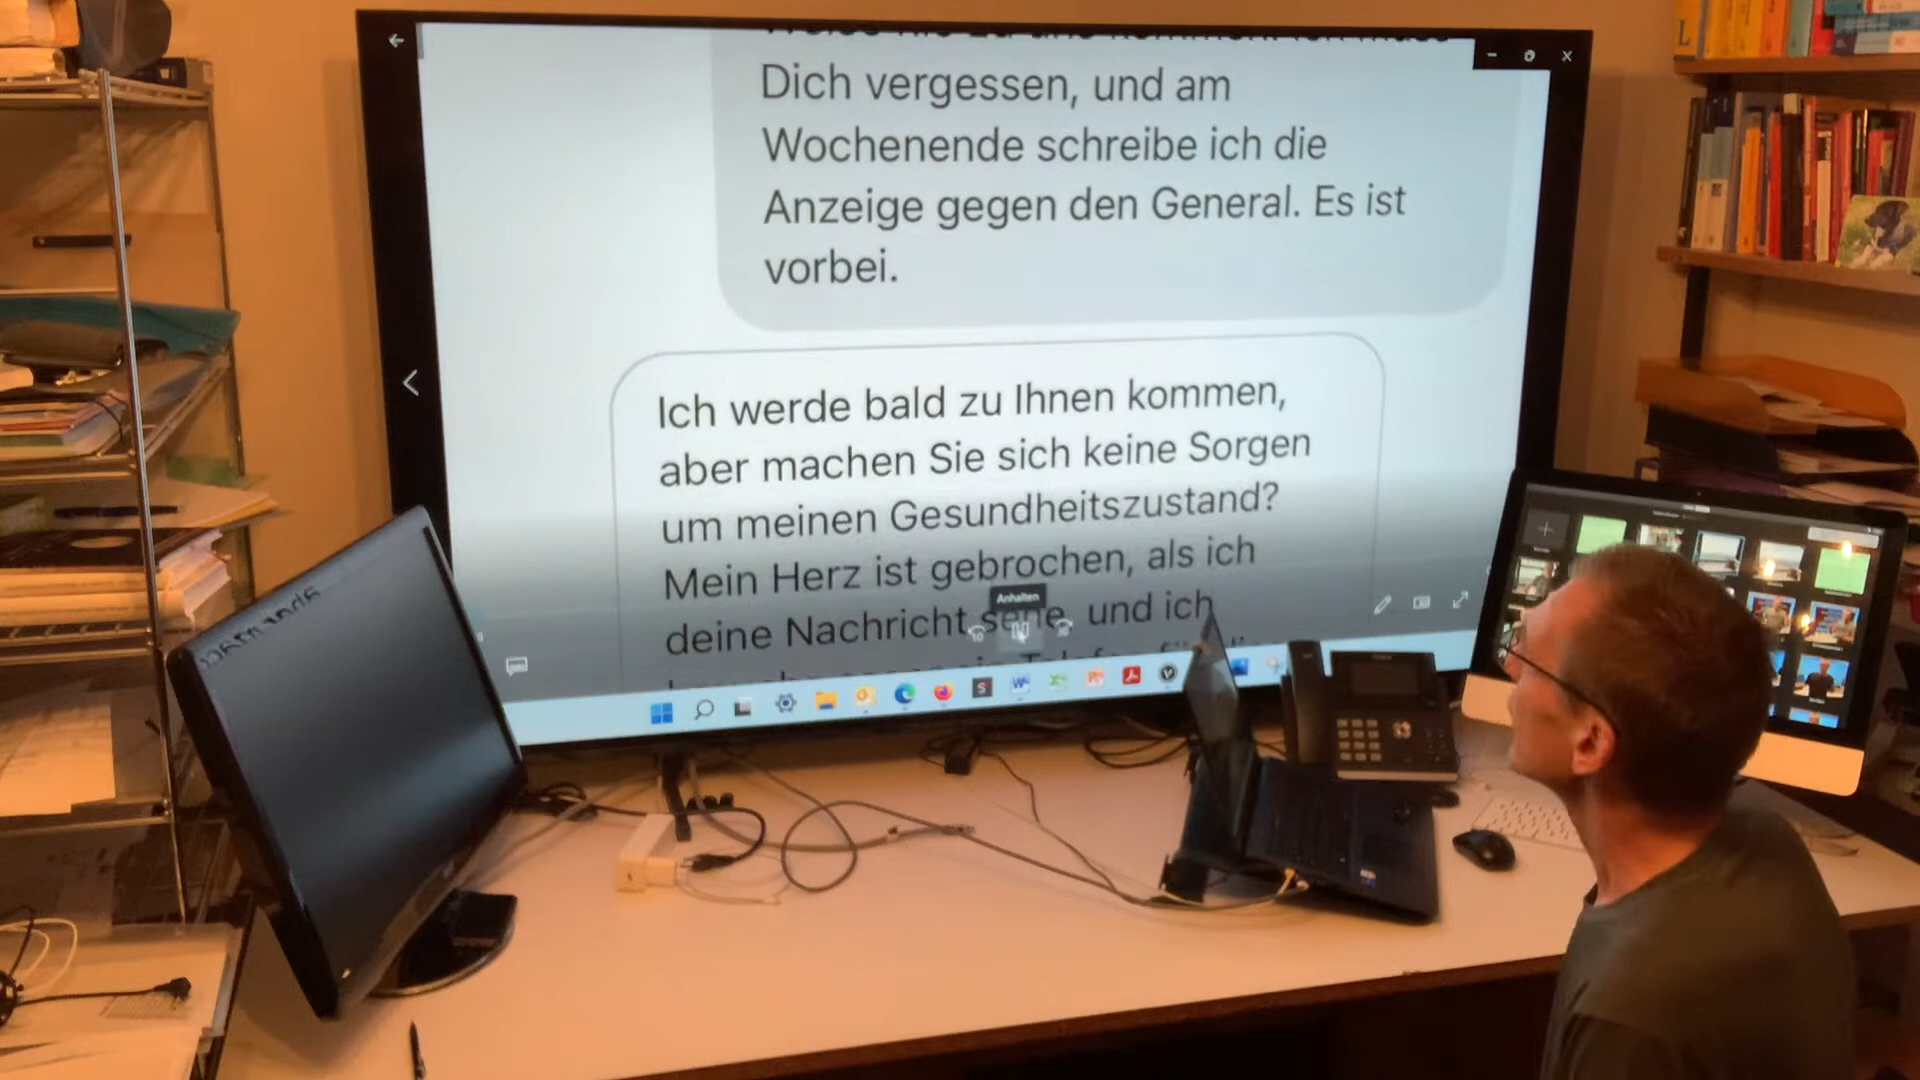 Dich vergessen, und am
Wochenende schreibe ich die
Anzeige gegen den General. Es ist
vorbei.
Ich werde bald zu Ihnen kommen,
aber machen Sie sich keine Sorgen
um meinen Gesundheitszustand?
Mein Herz ist gebrochen, als ich
deine Nachricht sehe, und ich
Anhalten